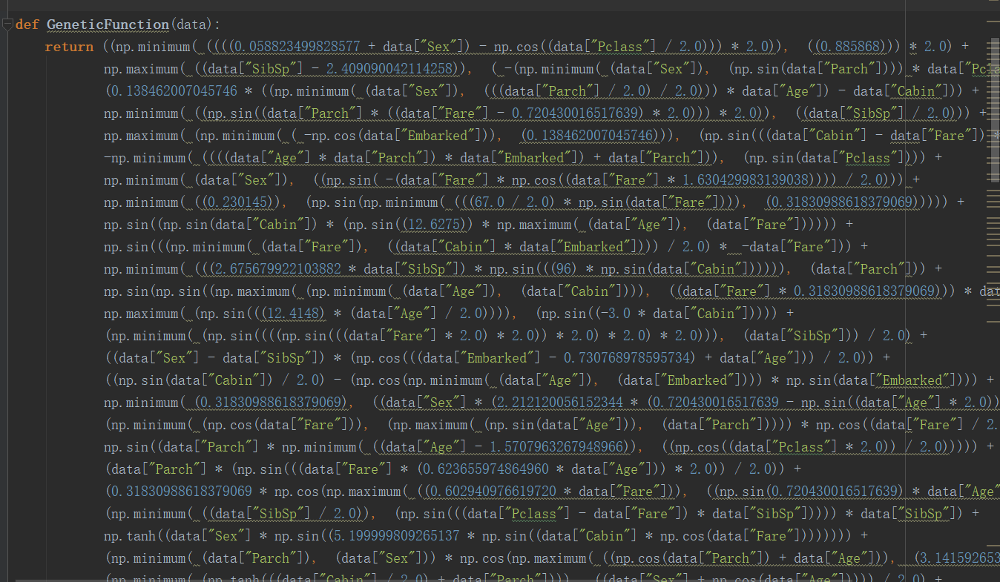 def GeneticFunction(data):
return ((np.minimum( ((((0.058823499828577 + data["Sex"]) - np.cos((data["Pclass"] / 2.0))) * 2.0)), ((0.885868))) * 2.0) +
np.maximum( ((data["SibSp"] - 2.409090042114258)), ( -(np.minimum( (data["Sex"]), (np.sin(data["Parch"]))) * data["Pcla
(0.138462007045746 * ((np.minimum( (data["Sex"]), (((data["Parch"] / 2.0) / 2.0))) * data["Age"]) - data["Cabin"])) +
np.minimum( ((np.sin((data["Parch"] * ((data["Fare"] - 0.720430016517639) * 2.0))) * 2.0)), ((data["SibSp"] / 2.0))) +
np.maximum( (np.minimum( ( -np.cos(data["Embarked"])), (0.138462007045746))), (np.sin(((data["Cabin"] - data["Fare"]) *
-np.minimum( ((((data["Age"] * data["Parch"]) * data["Embarked"]) + data["Parch"])), (np.sin(data["Pclass"]))) +
np.minimum( (data["Sex"]), ((np.sin( -(data["Fare"] * np.cos((data["Fare"] * 1.630429983139038)))) / 2.0))) +
np.minimum( ((0.230145)), (np.sin(np.minimum( (((67.0 / 2.0) * np.sin(data["Fare"]))), (0.31830988618379069))))) +
np.sin((np.sin(data["Cabin"]) * (np.sin((12.6275)) * np.maximum( (data["Age"]), (data["Fare"]))))) +
np.sin(((np.minimum( (data["Fare"]), ((data["Cabin"] * data["Embarked"]))) / 2.0) * -data["Fare"])) +
np.minimum( (((2.675679922103882 * data["SibSp"]) * np.sin(((96) * np.sin(data["Cabin"]))))), (data["Parch"])) +
np.sin(np.sin((np.maximum( (np.minimum( (data["Age"]), (data["Cabin"]))), ((data["Fare"] * 0.31830988618379069))) * dat
np.maximum( (np.sin(((12.4148) * (data["Age"] / 2.0)))), (np.sin((-3.0 * data["Cabin"])))) +
(np.minimum( (np.sin((((np.sin(((data["Fare"] * 2.0) * 2.0)) * 2.0) * 2.0) * 2.0))), (data["SibSp"])) / 2.0) +
((data["Sex"] - data["SibSp"]) * (np.cos(((data["Embarked"] - 0.730768978595734) + data["Age"])) / 2.0)) +
((np.sin(data["Cabin"]) / 2.0) - (np.cos(np.minimum( (data["Age"]), (data["Embarked"]))) * np.sin(data["Embarked"]))) +
np.minimum( (0.31830988618379069), ((data["Sex"] * (2.212120056152344 * (0.720430016517639 - np.sin((data["Age"] * 2.0))
(np.minimum( (np.cos(data["Fare"])), (np.maximum( (np.sin(data["Age"])), (data["Parch"])))) * np.cos((data["Fare"] / 2.
np.sin((data["Parch"] * np.minimum( ((data["Age"] - 1.5707963267948966)), ((np.cos((data["Pclass"] * 2.0)) / 2.0))))) +
(data["Parch"] * (np.sin(((data["Fare"] * (0.623655974864960 * data["Age"])) * 2.0)) / 2.0)) +
(0.31830988618379069 * np.cos(np.maximum( ((0.602940976619720 * data["Fare"])), ((np.sin(0.720430016517639) * data["Age"
(np.minimum( ((data["SibSp"] / 2.0)), (np.sin(((data["Pclass"] - data["Fare"]) * data["SibSp"])))) * data["SibSp"]) +
np.tanh((data["Sex"] * np.sin((5.199999809265137 * np.sin((data["Cabin"] * np.cos(data["Fare"]))))))) +
(np.minimum( (data["Parch"]), (data["Sex"])) * np.cos(np.maximum( ((np.cos(data["Parch"]) + data["Age"])), (3.141592653
(np.minimum( (np.tanh(((data["Cabin"] / 2.0) + data["Parch"]))), ((data["Sex"] + np.cos(data["Age"])))) / 2.0) +